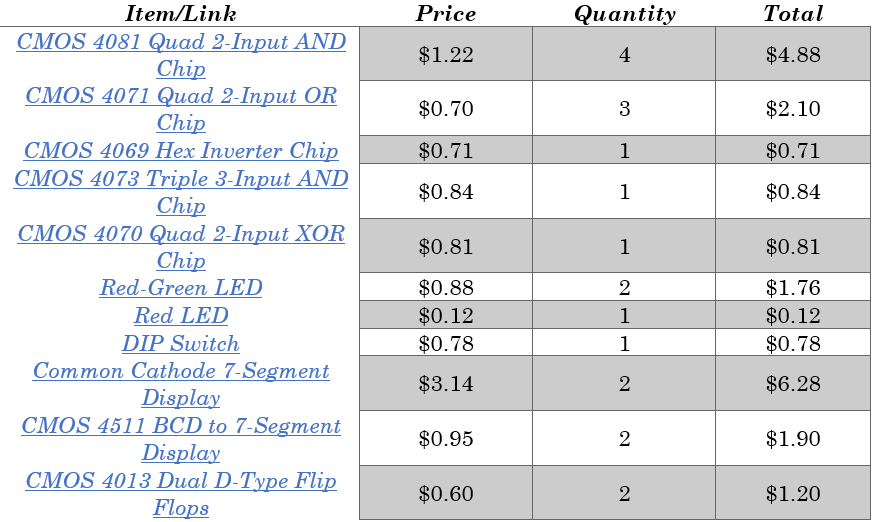 Item/Link Price Quantity Total
CMOS 4081 Quad 2-Input AND
Chip $1.22 4 $4.88
CMOS 4071 Quad 2-Input OR
Chip $0.70 3 $2.10
CMOS 4069 Hex Inverter Chip $0.71 1 $0.71
CMOS 4073 Triple 3-Input AND
Chip $0.84 1 $0.84
CMOS 4070 Quad 2-Input XOR
Chip $0.81 1 $0.81
Red-Green LED $0.88 2 $1.76
Red LED $0.12 1 $0.12
DIP Switch $0.78 1 $0.78
Common Cathode 7-Segment
Display $3.14 2 $6.28
CMOS 4511 BCD to 7-Segment
Display $0.95 2 $1.90
CMOS 4013 Dual D-Type Flip
Flops $0.60 2 $1.20